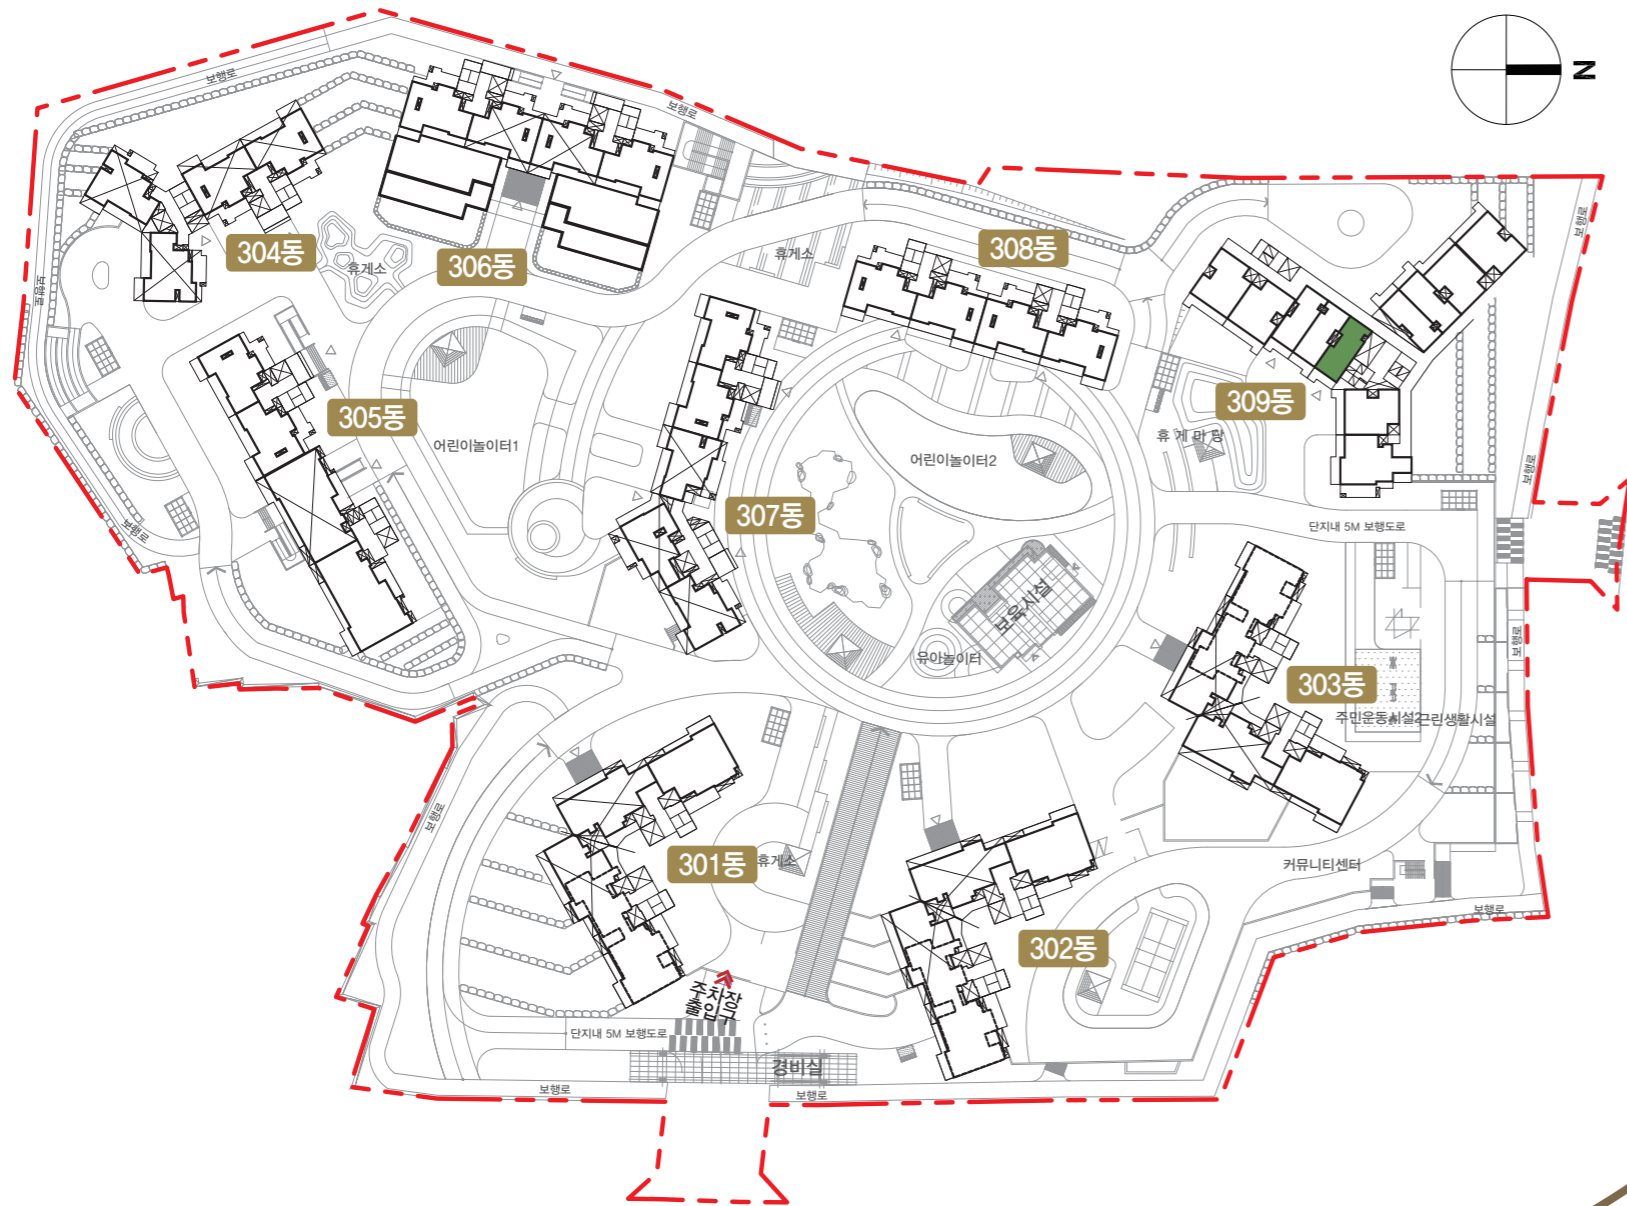 N
보행로
보행로
보행로
304동
휴게소
306동
휴게소
308동
보행로
305동
어린이놀이터1
307동
어린이놀이터2
309동
휴게마당
보행로
단지내 5M 보행도로
보행로
보육시설
유아놀이터
303동
주민운동시설2
근린생활시설
보행로
보행로
301동
휴게소
302동
커뮤니티센터
보행로
주차장
출입구
단지내 5M 보행도로
경비실
보행로
보행로